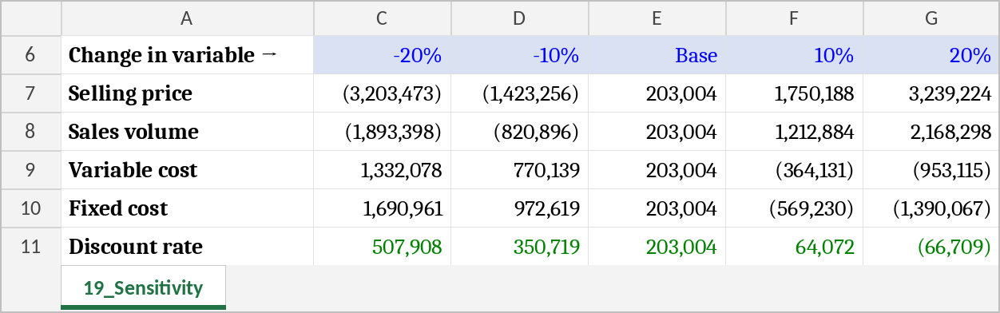 A C D E F G
6 Change in variable → -20% -10% Base 10% 20%
7 Selling price (3,203,473) (1,423,256) 203,004 1,750,188 3,239,224
8 Sales volume (1,893,398) (820,896) 203,004 1,212,884 2,168,298
9 Variable cost 1,332,078 770,139 203,004 (364,131) (953,115)
10 Fixed cost 1,690,961 972,619 203,004 (569,230) (1,390,067)
11 Discount rate 507,908 350,719 203,004 64,072 (66,709)
19_Sensitivity